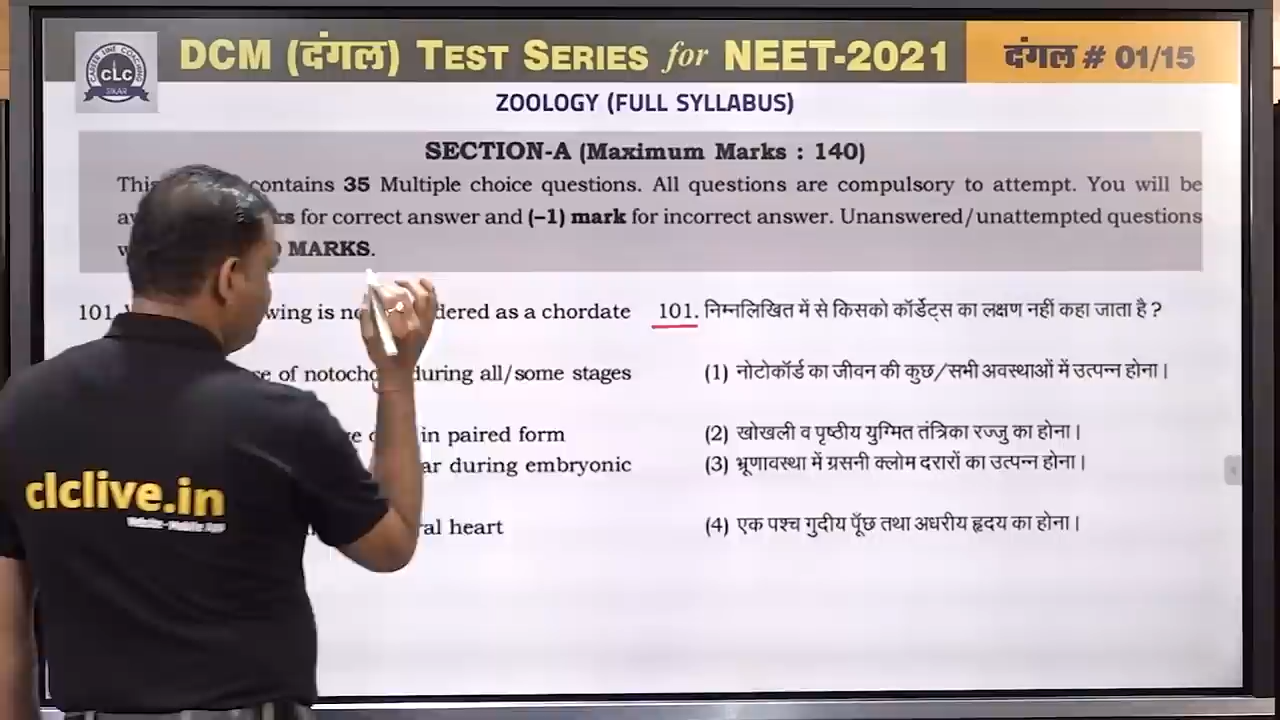 DCM (दंगल) TEST SERIES for NEET-2021
दंगल # 01/15
CLC
SIKAR
ZOOLOGY (FULL SYLLABUS)
SECTION-A (Maximum Marks : 140)
This contains 35 Multiple choice questions. All questions are compulsory to attempt. You will be
for correct answer and (–1) mark for incorrect answer. Unanswered/unattempted questions
MARKS.
101. is as a chordate
of during all/some stages
in paired form
during embryonic
heart
101. निम्नलिखित में से किसको कॉर्डेट्स का लक्षण नहीं कहा जाता है ?
(1) नोटोकॉर्ड का जीवन की कुछ/सभी अवस्थाओं में उत्पन्न होना।
(2) खोखली व पृष्ठीय युग्मित तंत्रिका रज्जु का होना।
(3) भ्रूणावस्था में ग्रसनी क्लोम दरारों का उत्पन्न होना।
(4) एक पश्च गुदीय पूँछ तथा अधरीय हृदय का होना।
clclive.in